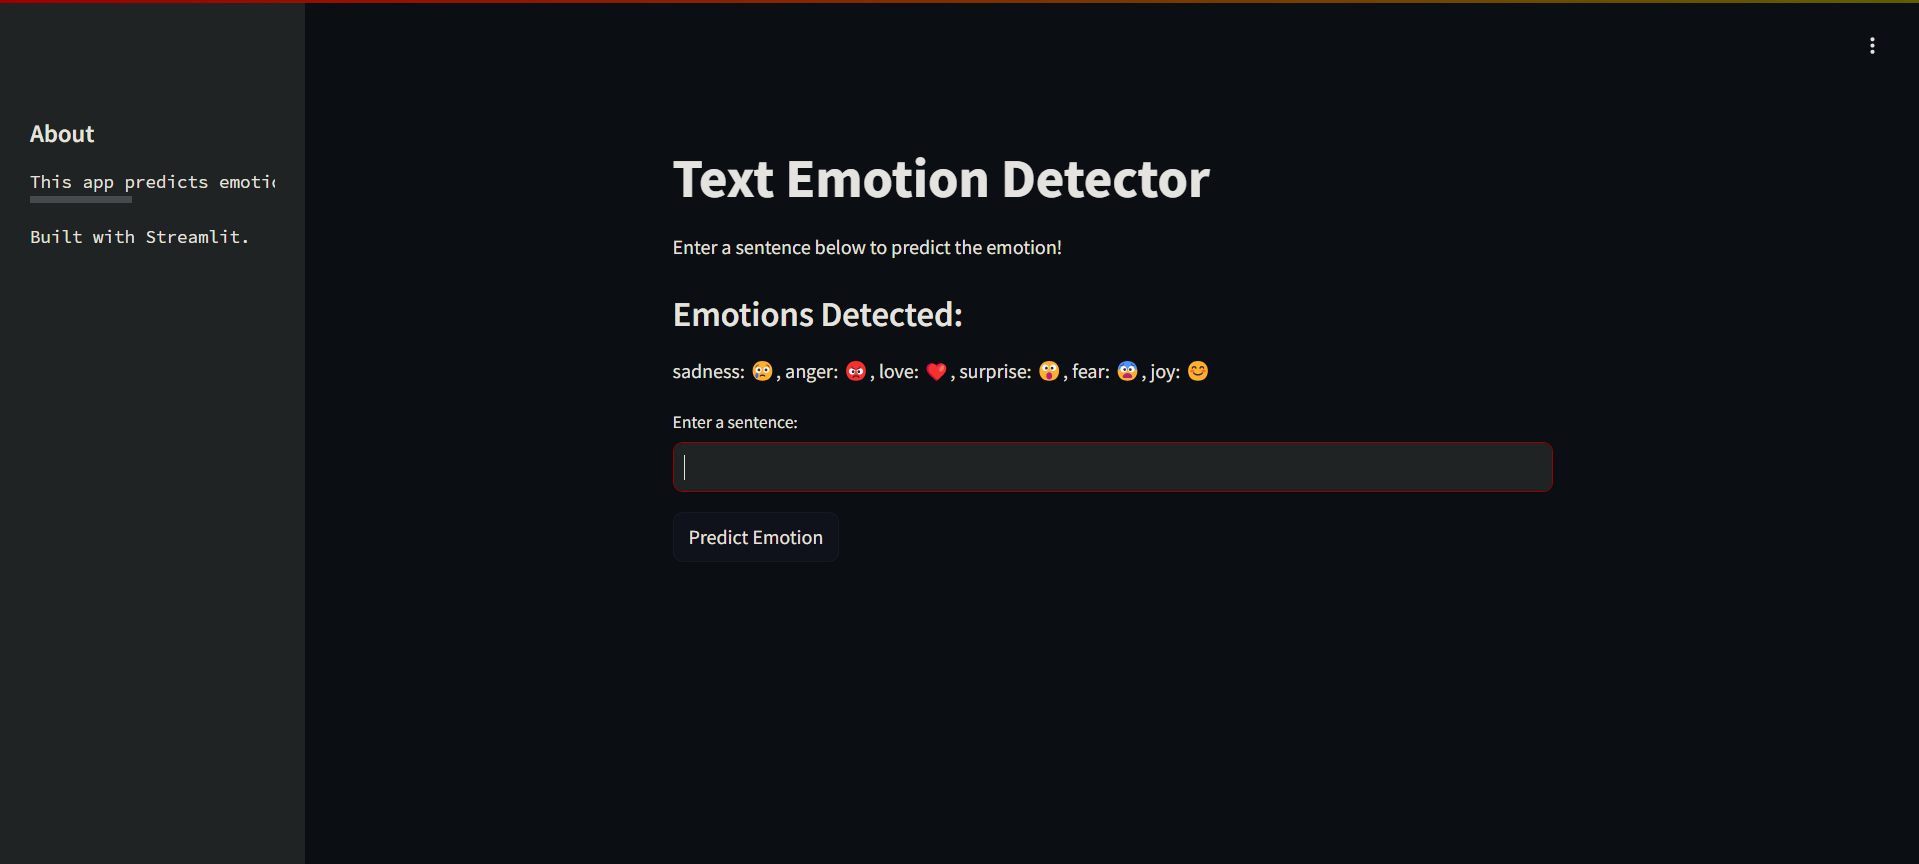 About
This app predicts
Built with Streamlit.
Text Emotion Detector
Enter a sentence below to predict the emotion!
Emotions Detected:
sadness: 😢, anger: 😡, love: ❤️, surprise: 😲, fear: 😨, joy: 😊
Enter a sentence:
Predict Emotion